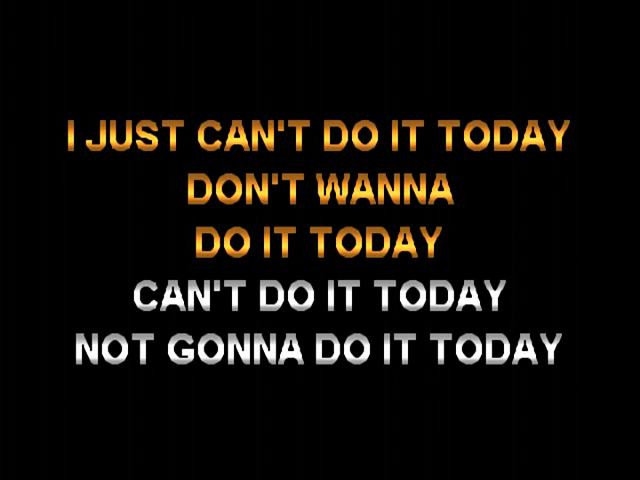 I JUST CAN'T DO IT TODAY
DON'T WANNA
DO IT TODAY
CAN'T DO IT TODAY
NOT GONNA DO IT TODAY